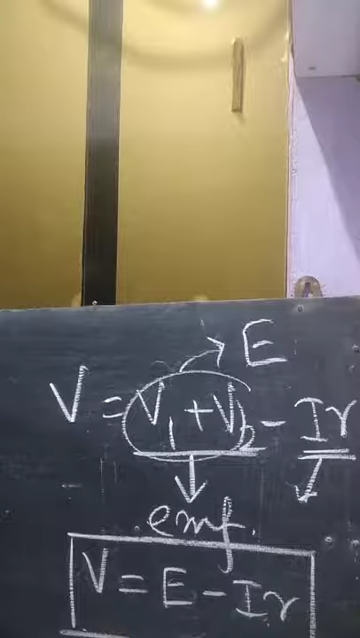 E
V = V₁ + V₂ - Ir
emf.
V = E - Ir